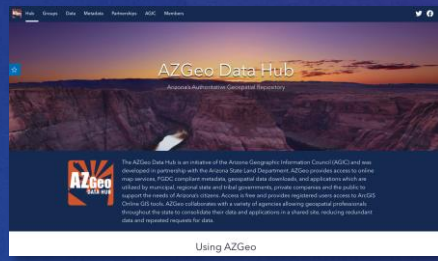 Hub Groups Data Metadata Partnerships AGIC Members
AZGeo Data Hub
Arizona's Authoritative Geospatial Repository
AZGeo
DATA HUB
The AZGeo Data Hub is an initiative of the Arizona Geographic Information Council (AGIC) and was
developed in partnership with the Arizona State Land Department. AZGeo provides access to online
map services, FGDC compliant metadata, geospatial data downloads, and applications which are
utilized by municipal, regional state and tribal governments, private companies and the public to
support the needs of Arizona's citizens. Access is free and provides registered users access to ArcGIS
Online GIS tools. AZGeo collaborates with a variety of agencies allowing geospatial professionals
throughout the state to consolidate their data and applications in a shared site, reducing redundant
data and repeated requests for data.
Using AZGeo